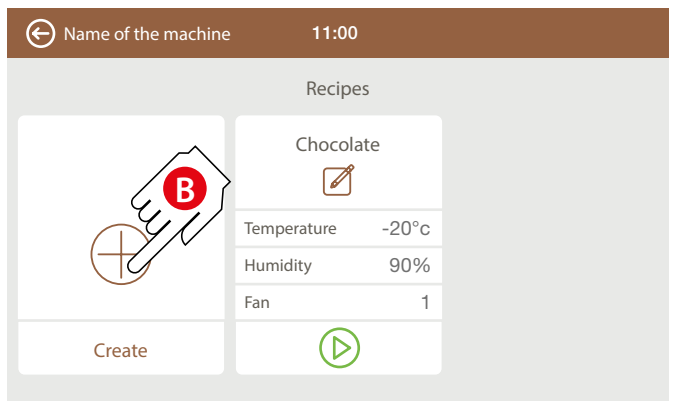 Name of the machine 11:00
Recipes
Chocolate
B
Temperature -20°c
Humidity 90%
Fan 1
Create